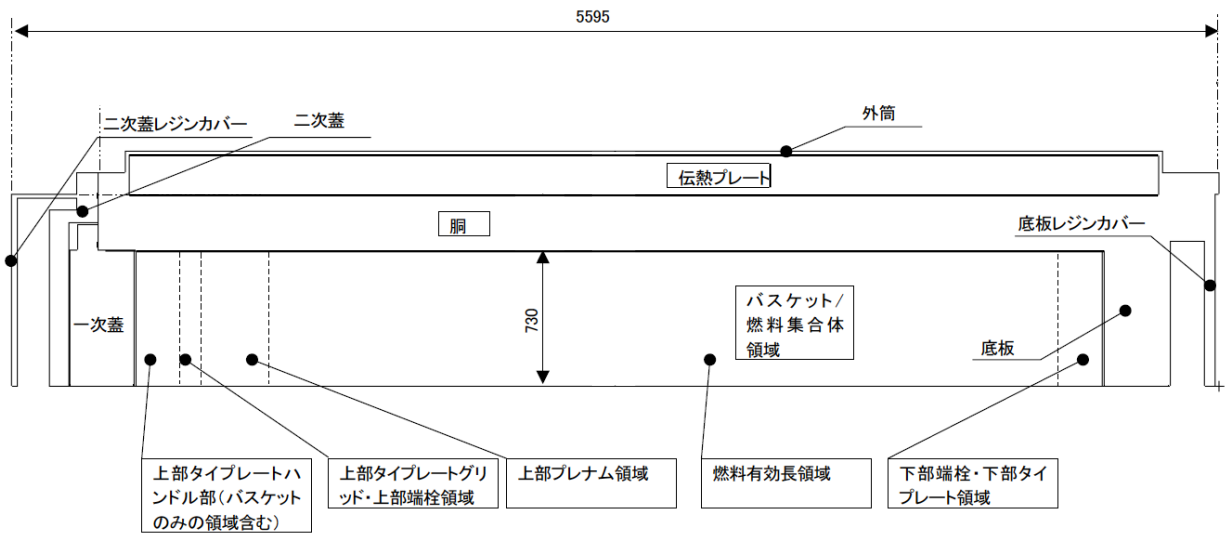 5595
二次蓋レジンカバー
二次蓋
外筒
伝熱プレート
胴
底板レジンカバー
一次蓋
730
バスケット/
燃料集合体
領域
底板
上部タイプレートハ
ンドル部(バスケット
のみの領域含む)
上部タイプレートグリ
ッド・上部端栓領域
上部プレナム領域
燃料有効長領域
下部端栓・下部タイ
プレート領域